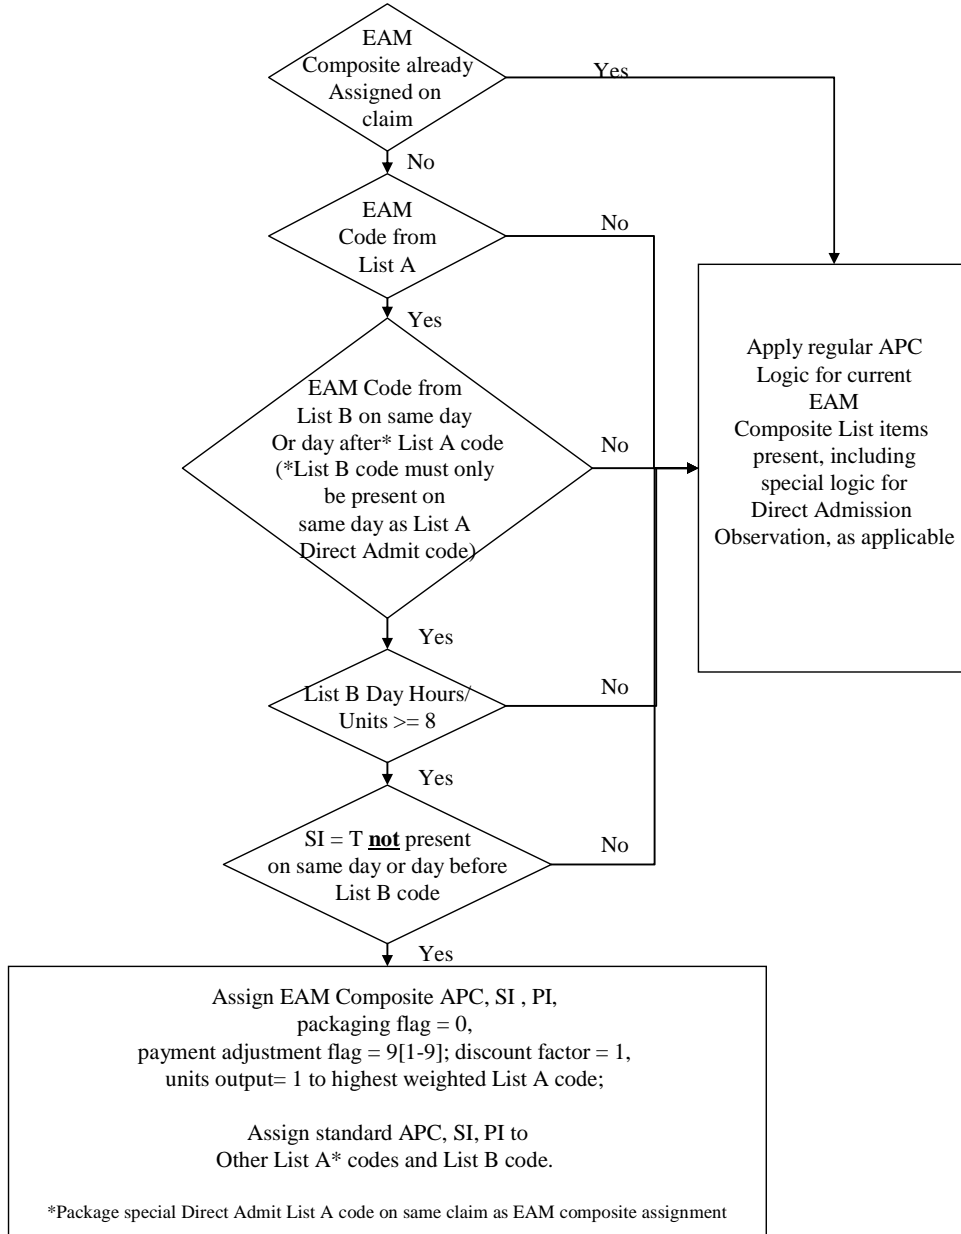 EAM
Composite already
Assigned on
claim
Yes
No
EAM
Code from
List A
No
Yes
EAM Code from
List B on same day
Or day after* List A code
(*List B code must only
be present on
same day as List A
Direct Admit code)
No
Apply regular APC
Logic for current
EAM
Composite List items
present, including
special logic for
Direct Admission
Observation, as applicable
Yes
List B Day Hours/
Units >= 8
No
Yes
SI = T not present
on same day or day before
List B code
No
Yes
Assign EAM Composite APC, SI , PI,
packaging flag = 0,
payment adjustment flag = 9[1-9]; discount factor = 1,
units output= 1 to highest weighted List A code;
Assign standard APC, SI, PI to
Other List A* codes and List B code.
*Package special Direct Admit List A code on same claim as EAM composite assignment